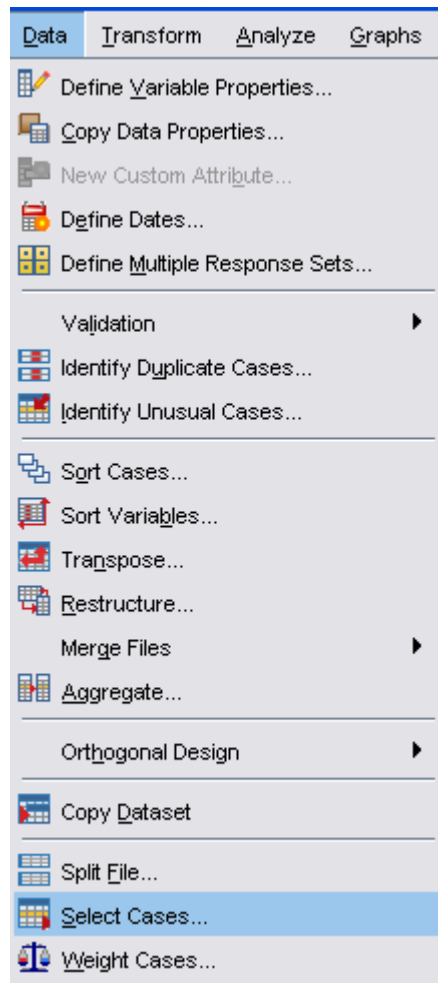 Data Transform Analyze Graphs
Define Variable Properties...
Copy Data Properties...
New Custom Attribute...
Define Dates...
Define Multiple Response Sets...
Validation
Identify Duplicate Cases...
Identify Unusual Cases...
Sort Cases...
Sort Variables...
Transpose...
Restructure...
Merge Files
Aggregate...
Orthogonal Design
Copy Dataset
Split File...
Select Cases...
Weight Cases...